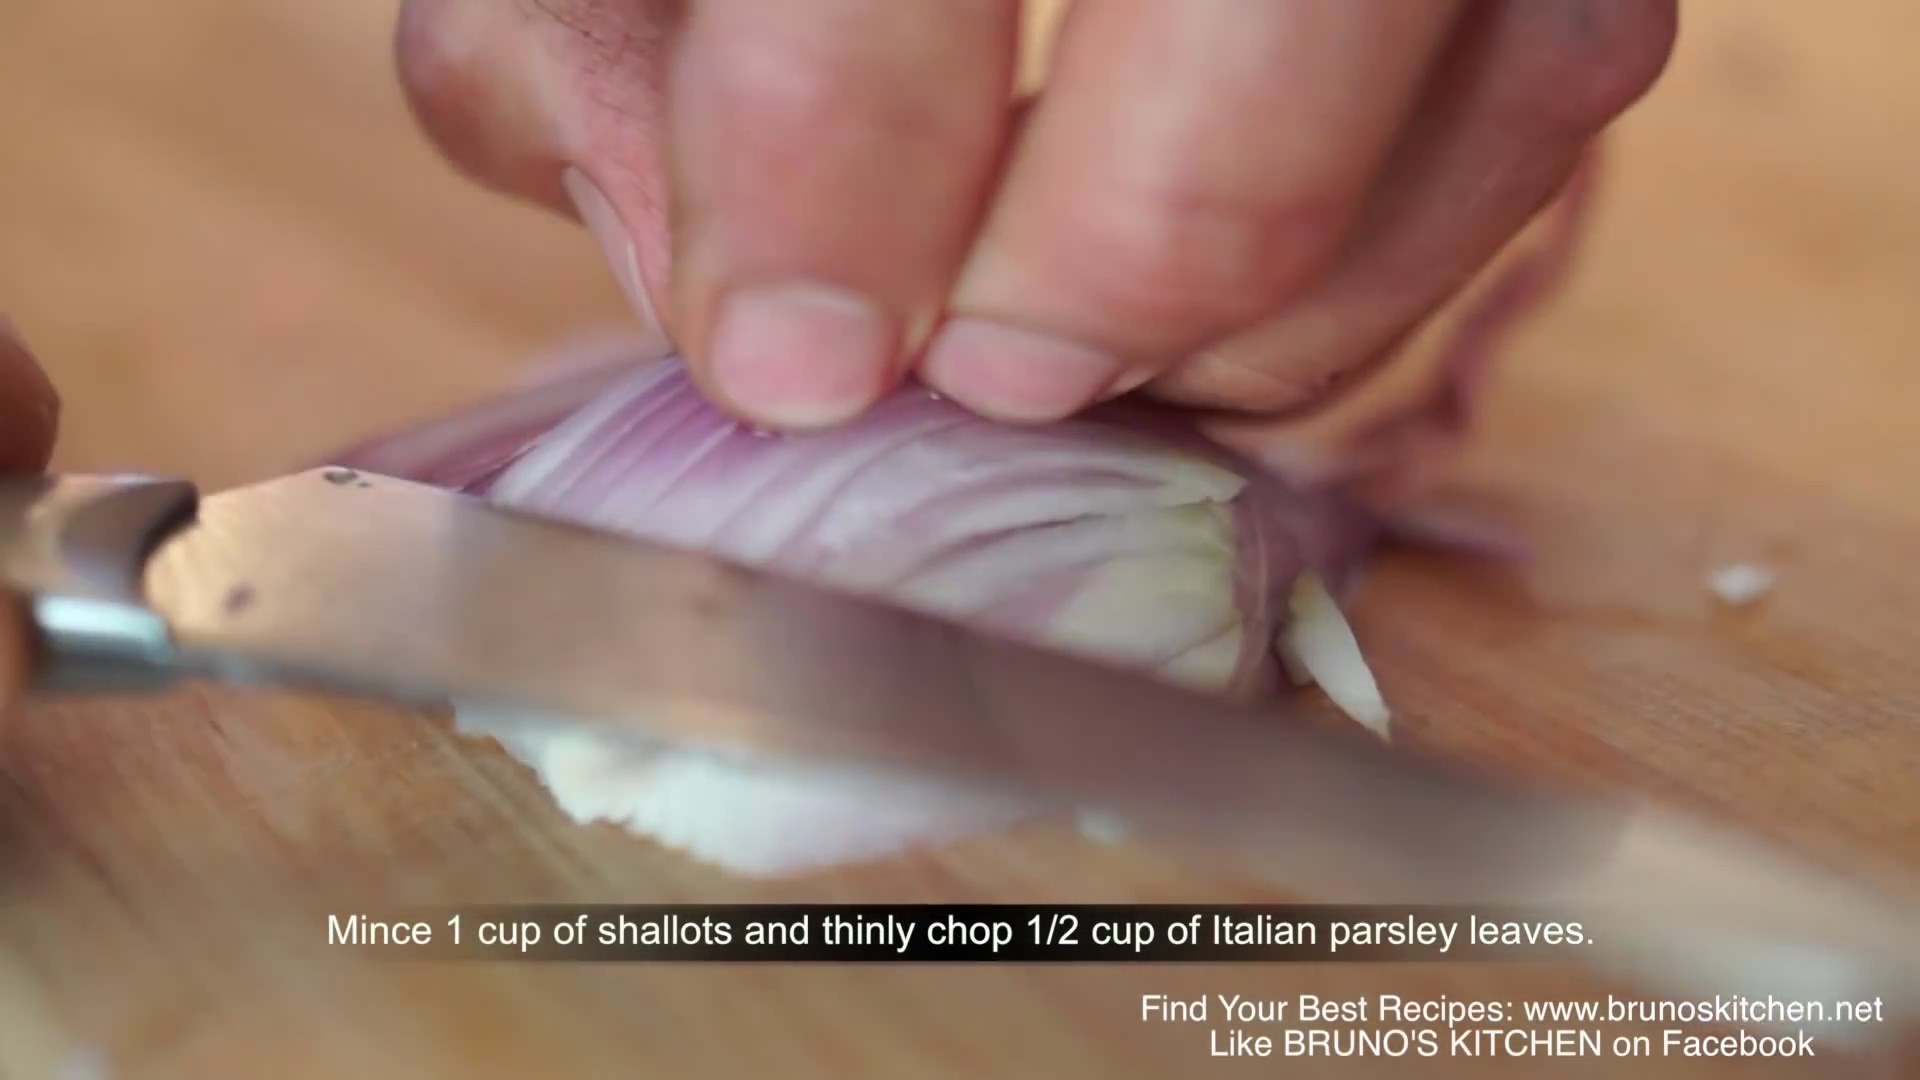 Mince 1 cup of shallots and thinly chop 1/2 cup of Italian parsley leaves.
Find Your Best Recipes: www.brunoskitchen.net
Like BRUNO'S KITCHEN on Facebook